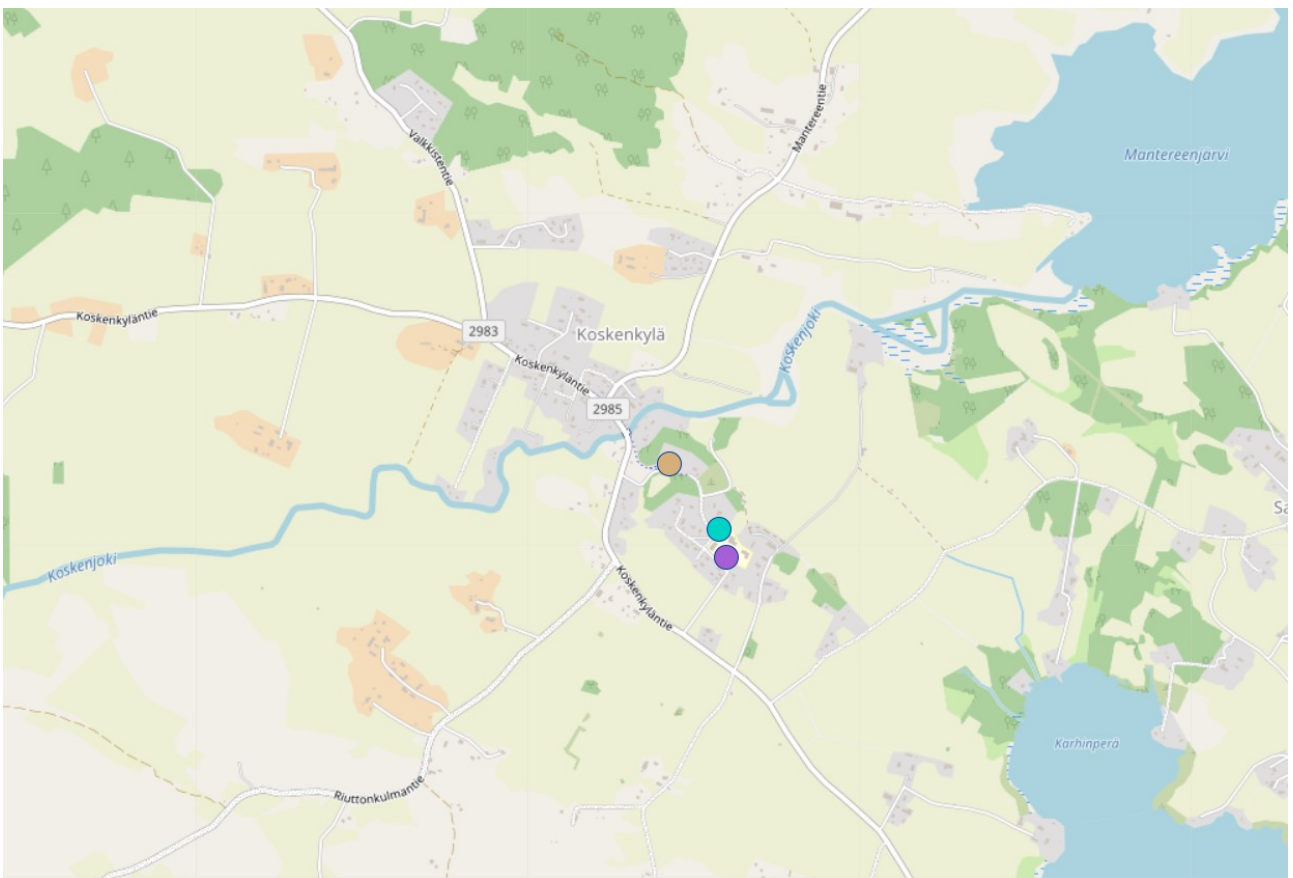 Mantereentie
Valkkistentie
Mantereenjärvi
Koskenkyläntie
2983
Koskenkylä
Koskenjoki
Koskenkyläntie
2985
Sa
Koskenjoki
Koskenkyläntie
Karhinperä
Riuttonkulmantie